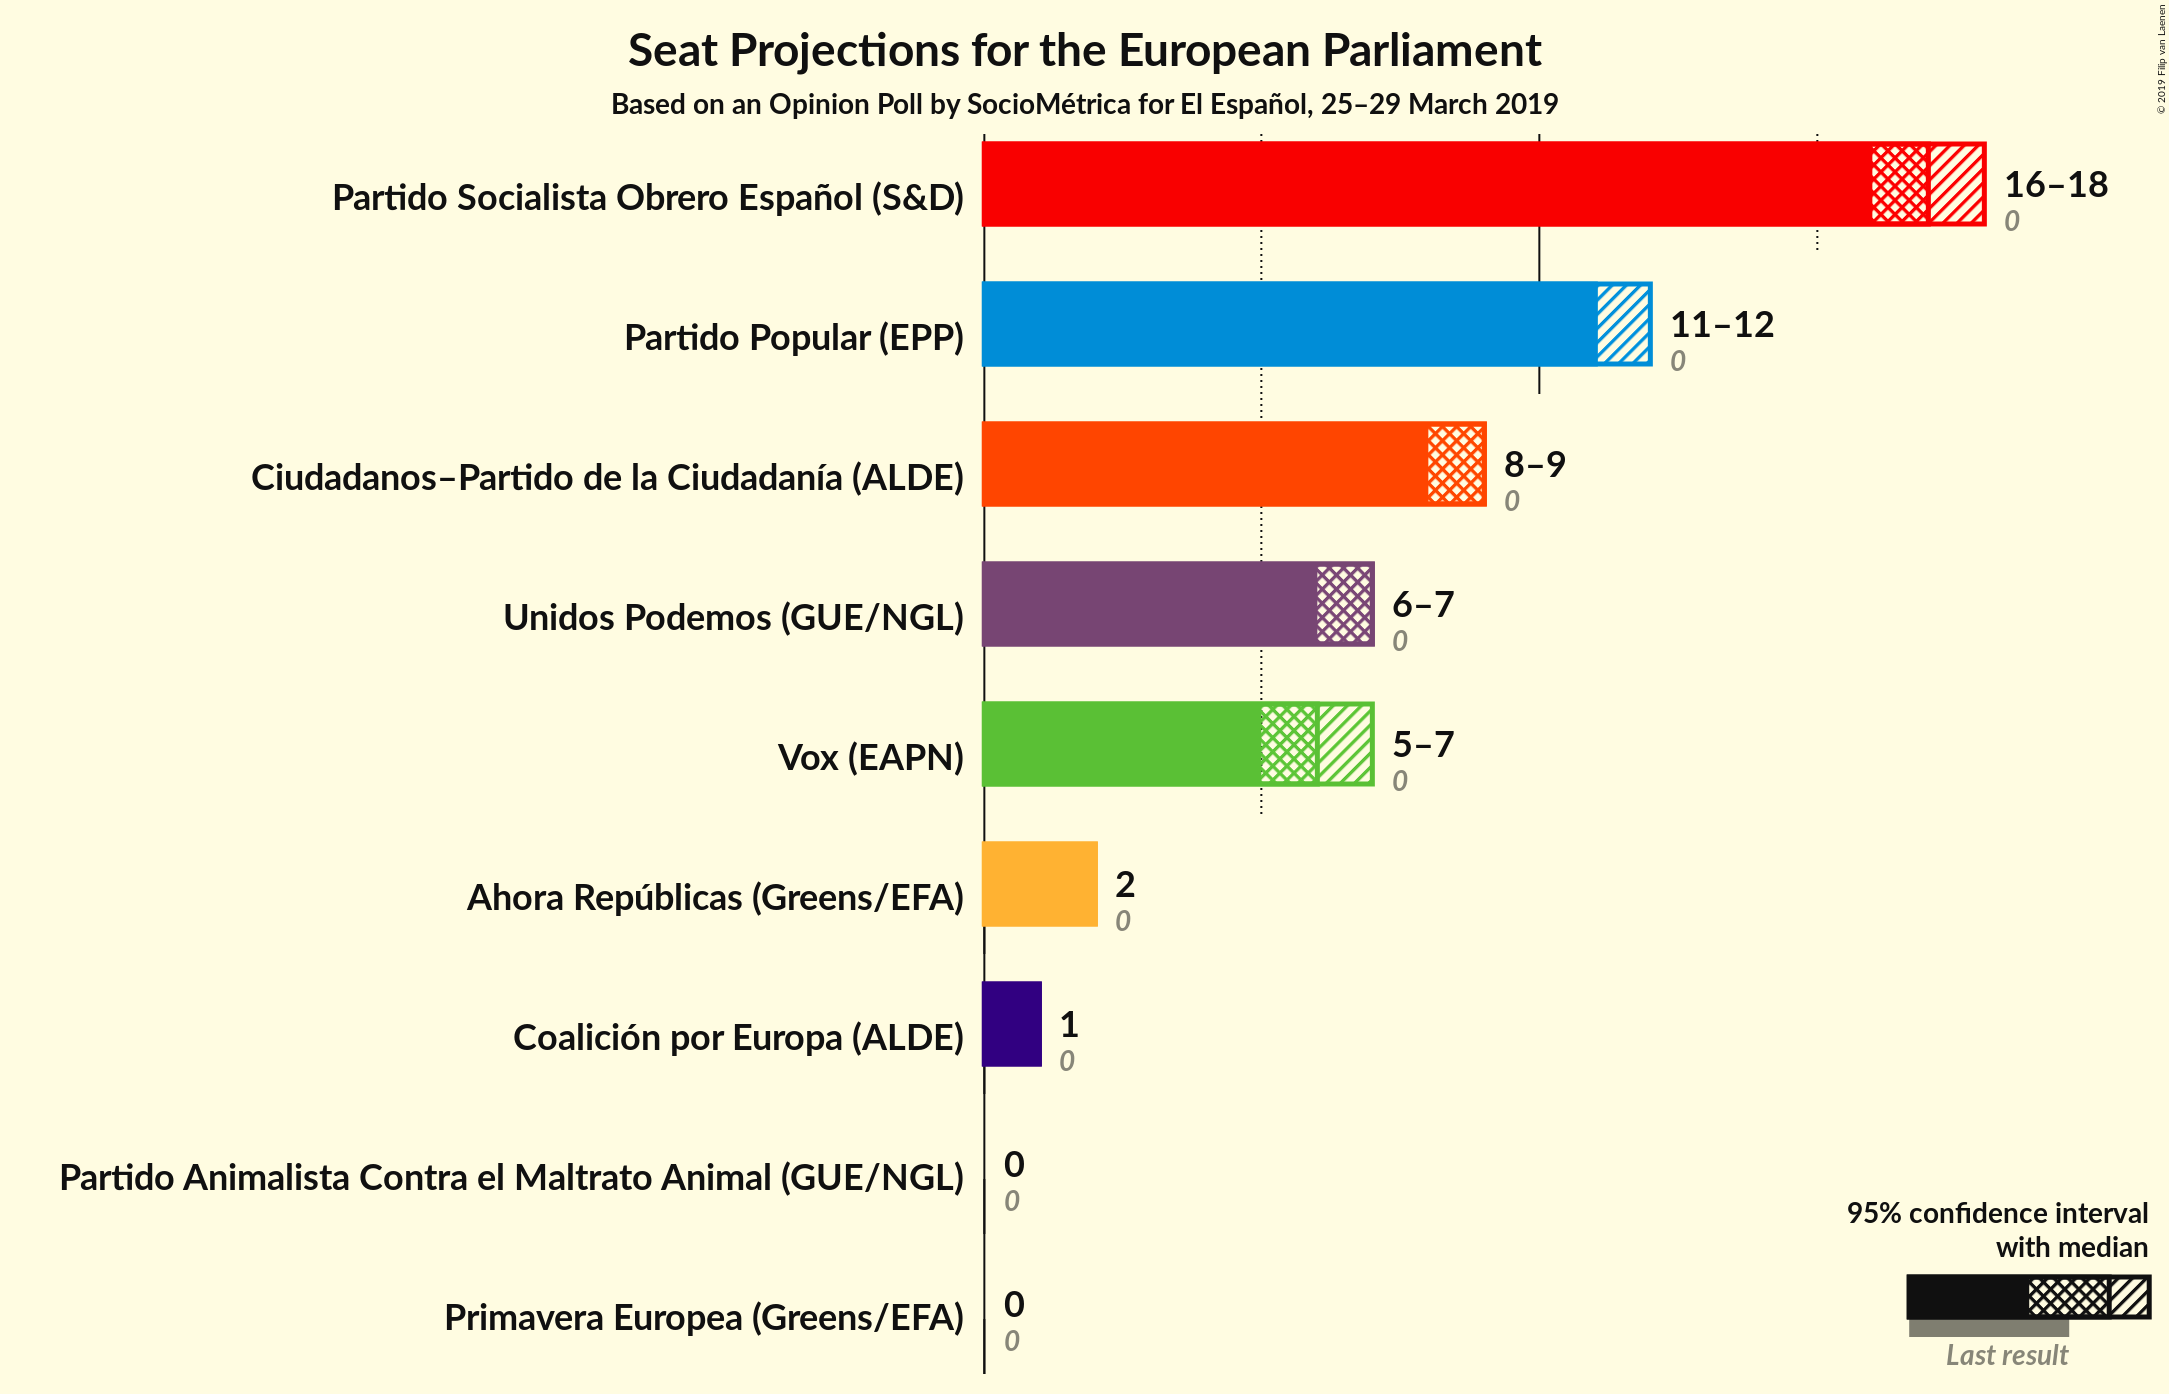 Seat Projections for the European Parliament
Based on an Opinion Poll by SocioMétrica for El Español, 25–29 March 2019
© 2019 Filip van Laenen
Partido Socialista Obrero Español (S&D)
16–18
0
Partido Popular (EPP)
11–12
0
Ciudadanos–Partido de la Ciudadanía (ALDE)
8–9
0
Unidos Podemos (GUE/NGL)
6–7
0
Vox (EAPN)
5–7
0
Ahora Repúblicas (Greens/EFA)
2
0
Coalición por Europa (ALDE)
1
0
Partido Animalista Contra el Maltrato Animal (GUE/NGL)
0
0
Primavera Europea (Greens/EFA)
0
0
95% confidence interval
with median
Last result